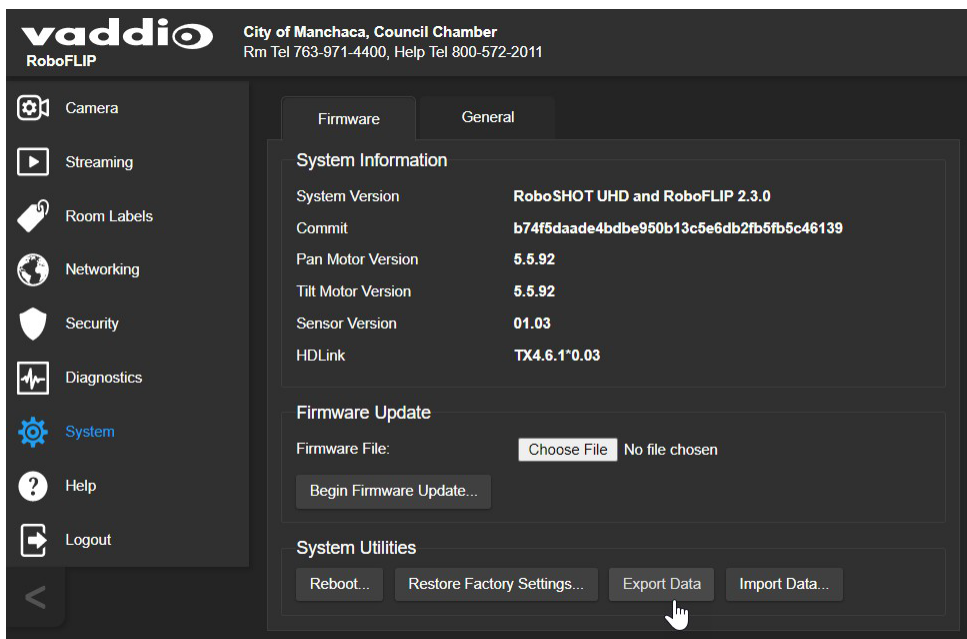 vaddio
RoboFLIP
City of Manchaca, Council Chamber
Rm Tel 763-971-4400, Help Tel 800-572-2011
Camera
Streaming
Room Labels
Networking
Security
Diagnostics
System
Help
Logout
<
Firmware General
System Information
System Version RoboSHOT UHD and RoboFLIP 2.3.0
Commit b74f5daade4bdbe950b13c5e6db2fb5fb5c46139
Pan Motor Version 5.5.92
Tilt Motor Version 5.5.92
Sensor Version 01.03
HDLink TX4.6.1*0.03
Firmware Update
Firmware File: Choose File No file chosen
Begin Firmware Update...
System Utilities
Reboot... Restore Factory Settings... Export Data Import Data...